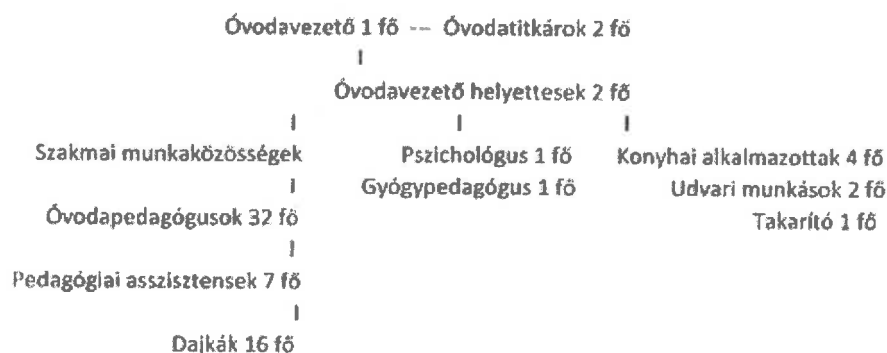 Óvodavezető 1 fő --- Óvodatitkárok 2 fő
Óvodavezető helyettesek 2 fő
Szakmai munkaközösségek
Pszichológus 1 fő
Konyhai alkalmazottak 4 fő
Gyógypedagógus 1 fő
Udvari munkások 2 fő
Óvodapedagógusok 32 fő
Takarító 1 fő
Pedagógiai asszisztensek 7 fő
Dajkák 16 fő